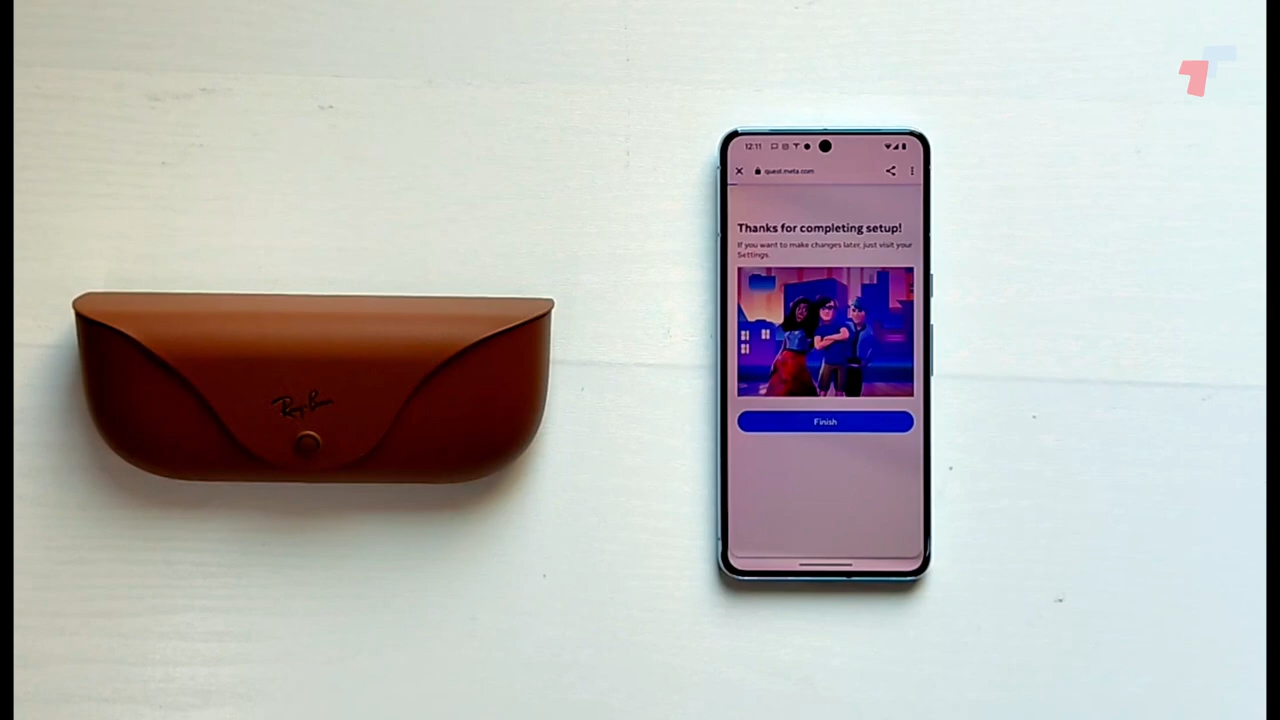 Ray-Ban
12:11
quest.meta.com
Thanks for completing setup!
If you want to make changes later, just visit your
Settings.
Finish